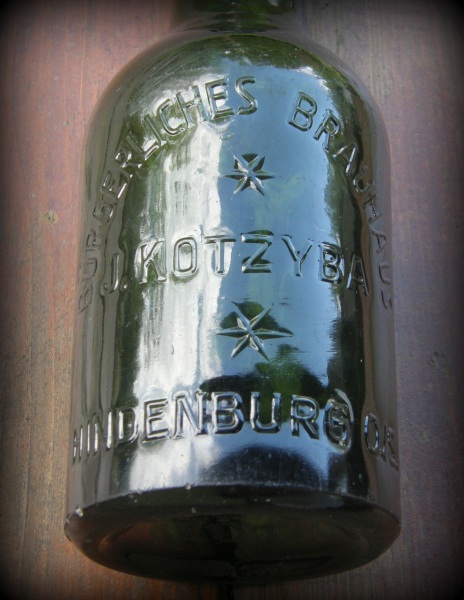 BÜRGERLICHES BRAUHAUS
J. KOTZYBA
HINDENBURG O.S.